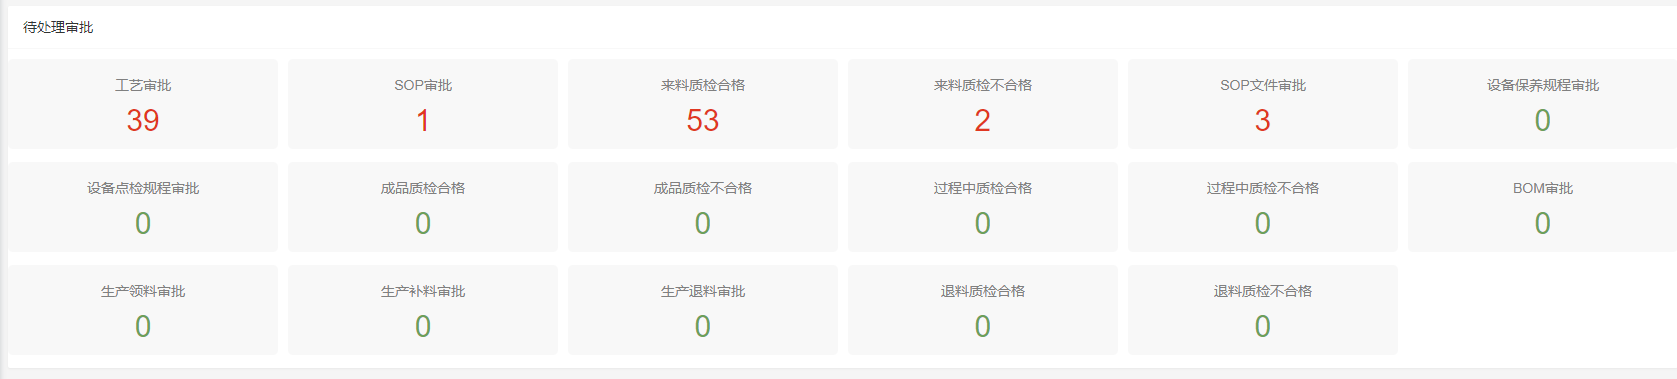 待处理审批
工艺审批 SOP审批 来料质检合格 来料质检不合格 SOP文件审批 设备保养规程审批
39 1 53 2 3 0
设备点检规程审批 成品质检合格 成品质检不合格 过程中质检合格 过程中质检不合格 BOM审批
0 0 0 0 0 0
生产领料审批 生产补料审批 生产退料审批 退料质检合格 退料质检不合格
0 0 0 0 0